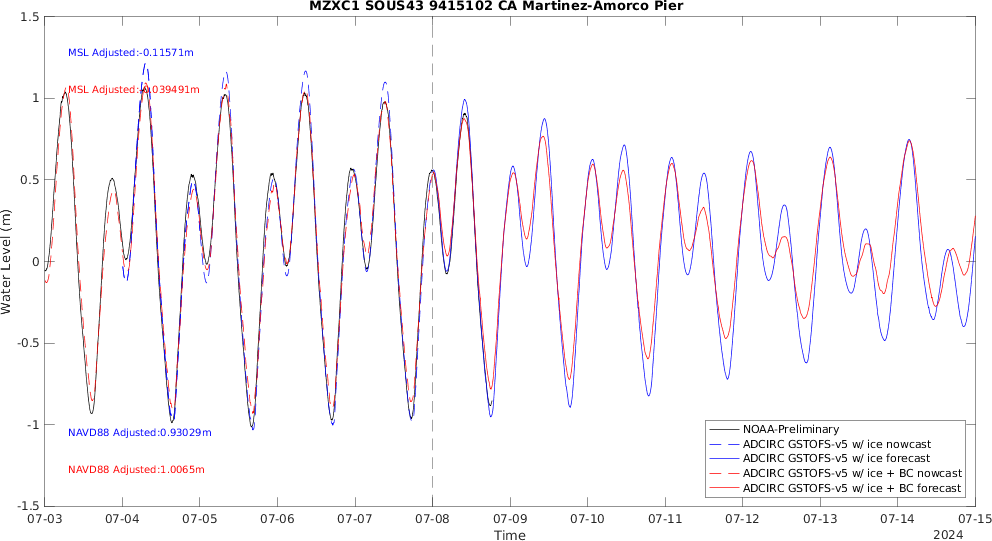 MZXC1 SOUS43 9415102 CA Martinez-Amorco Pier
1.5
1
0.5
0
-0.5
-1
-1.5
Water Level (m)
MSL Adjusted:-0.11571m
MSL Adjusted:-0.039491m
NAVD88 Adjusted:0.93029m
NAVD88 Adjusted:1.0065m
NOAA-Preliminary
ADCIRC GSTOFS-v5 w/ ice nowcast
ADCIRC GSTOFS-v5 w/ ice forecast
ADCIRC GSTOFS-v5 w/ ice + BC nowcast
ADCIRC GSTOFS-v5 w/ ice + BC forecast
07-03 07-04 07-05 07-06 07-07 07-08 07-09 07-10 07-11 07-12 07-13 07-14 07-15
Time
2024